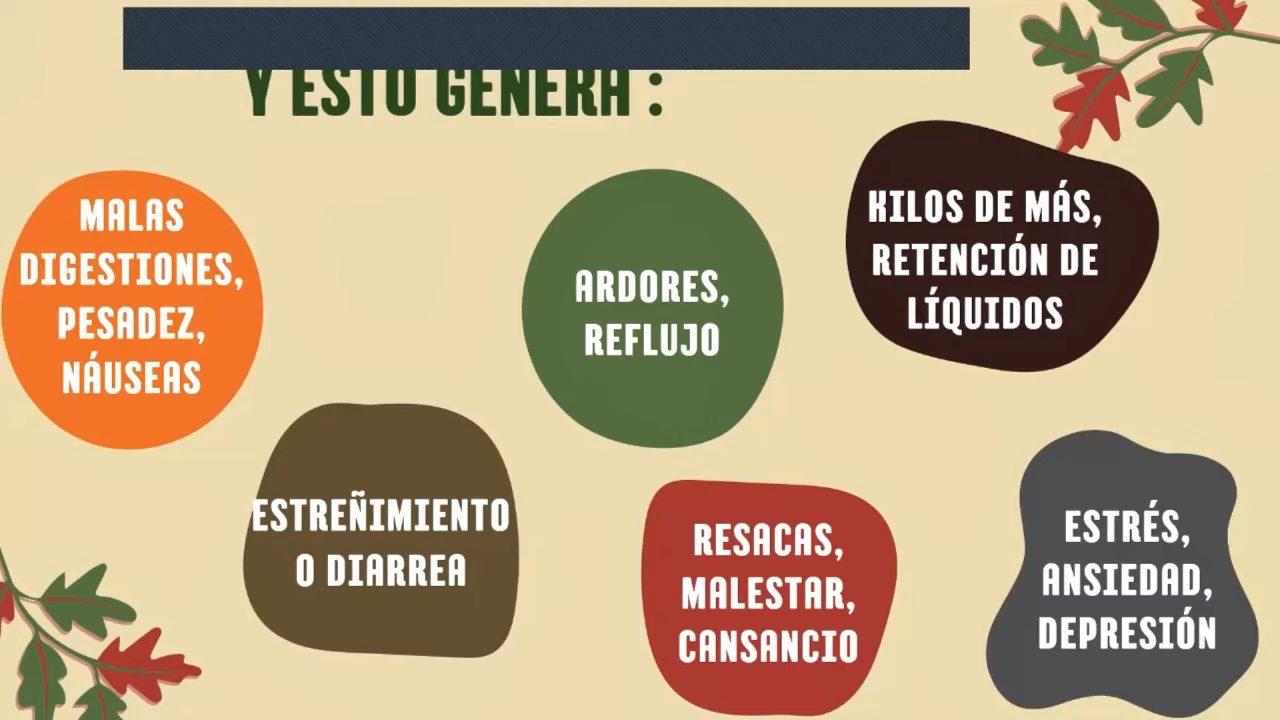 Y ESTO GENERA :
MALAS
DIGESTIONES,
PESADEZ,
NÁUSEAS
ESTREÑIMIENTO
O DIARREA
ARDORES,
REFLUJO
RESACAS,
MALESTAR,
CANSANCIO
KILOS DE MÁS,
RETENCIÓN DE
LÍQUIDOS
ESTRÉS,
ANSIEDAD,
DEPRESIÓN